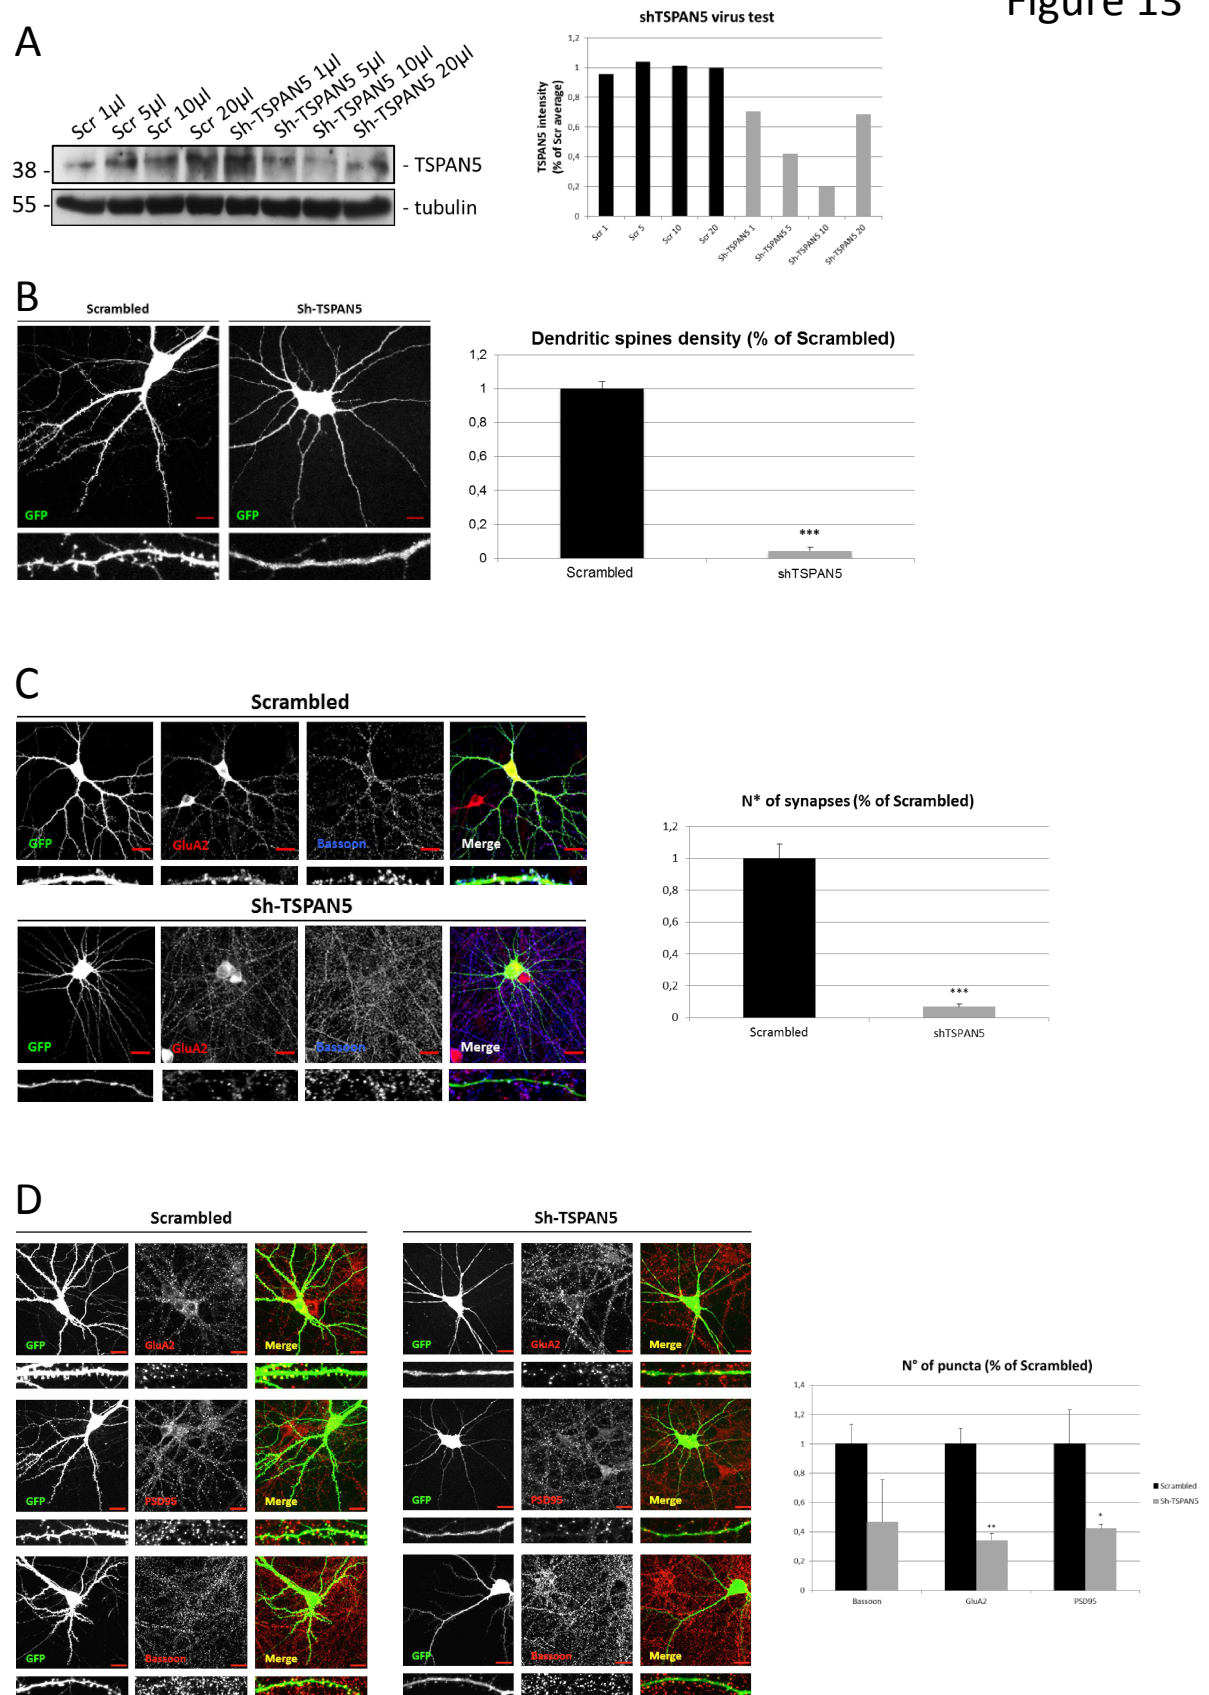 Figure 13
A
Scr 1µl
Scr 5µl
Scr 10µl
Scr 20µl
Sh-TSPAN5 1µl
Sh-TSPAN5 5µl
Sh-TSPAN5 10µl
Sh-TSPAN5 20µl
38 -
- TSPAN5
55 -
- tubulin
shTSPAN5 virus test
TSPAN5 intensity
(% of Scr average)
1,2
1
0,8
0,6
0,4
0,2
0
Scr 1
Scr 5
Scr 10
Scr 20
Sh-TSPAN5 1
Sh-TSPAN5 5
Sh-TSPAN5 10
Sh-TSPAN5 20
B
Scrambled
Sh-TSPAN5
GFP
GFP
Dendritic spines density (% of Scrambled)
1,2
1
0,8
0,6
0,4
0,2
0
***
Scrambled
shTSPAN5
C
Scrambled
GFP
GluA2
Bassoon
Merge
Sh-TSPAN5
GFP
GluA2
Bassoon
Merge
N* of synapses (% of Scrambled)
1,2
1
0,8
0,6
0,4
0,2
0
***
Scrambled
shTSPAN5
D
Scrambled
Sh-TSPAN5
GFP
GluA2
Merge
GFP
GluA2
Merge
GFP
PSD95
Merge
GFP
PSD95
Merge
GFP
Bassoon
Merge
GFP
Bassoon
Merge
N° of puncta (% of Scrambled)
1,4
1,2
1
0,8
0,6
0,4
0,2
0
**
*
Bassoon
GluA2
PSD95
Scrambled
Sh-TSPAN5